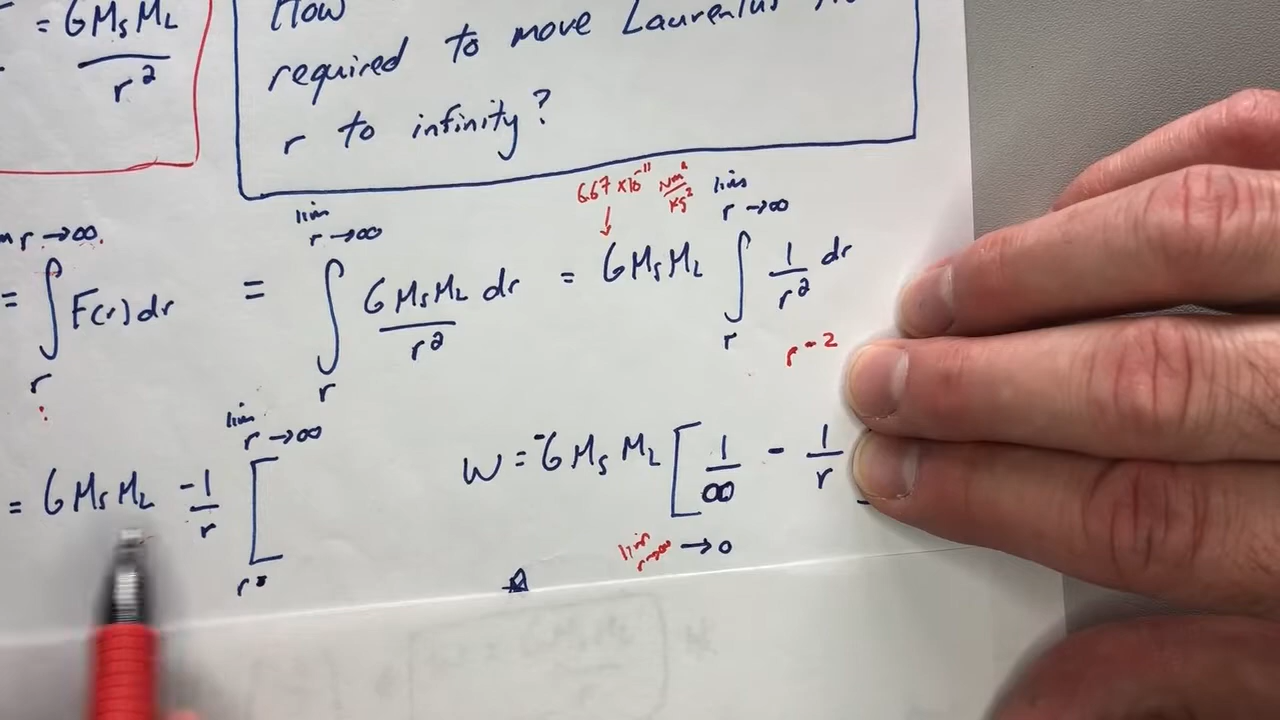 = GMsML
r²
How
required to move Laurentius
r to infinity?
r→∞
= ∫ F(r) dr
r
=
lim
r→∞
∫ GMsML dr
r²
r
= GMsML
6.67 ×10⁻¹¹ Nm²
kg²
lim
r→∞
∫ 1 dr
r²
r
r⁻²
= GMsML -1
r
lim
r→∞
[
r
W = -GMsML [ 1 - 1
∞ r
lim
r→∞ → 0